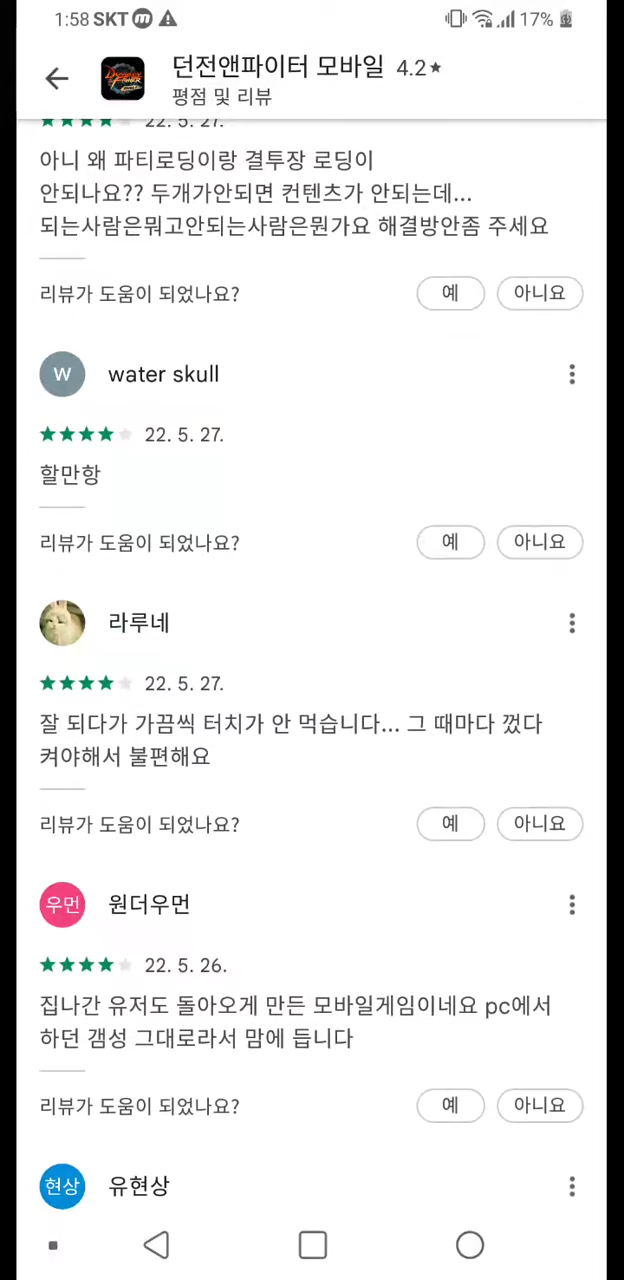 1:58 SKT 17%
던전앤파이터 모바일 4.2★
평점 및 리뷰
22. 5. 27.
아니 왜 파티로딩이랑 결투장 로딩이
안되나요?? 두개가안되면 컨텐츠가 안되는데...
되는사람은뭐고안되는사람은뭔가요 해결방안좀 주세요
리뷰가 도움이 되었나요? 예 아니요
W water skull
22. 5. 27.
할만항
리뷰가 도움이 되었나요? 예 아니요
라루네
22. 5. 27.
잘 되다가 가끔씩 터치가 안 먹습니다... 그 때마다 껐다
켜야해서 불편해요
리뷰가 도움이 되었나요? 예 아니요
우먼 원더우먼
22. 5. 26.
집나간 유저도 돌아오게 만든 모바일게임이네요 pc에서
하던 갬성 그대로라서 맘에 듭니다
리뷰가 도움이 되었나요? 예 아니요
현상 유현상